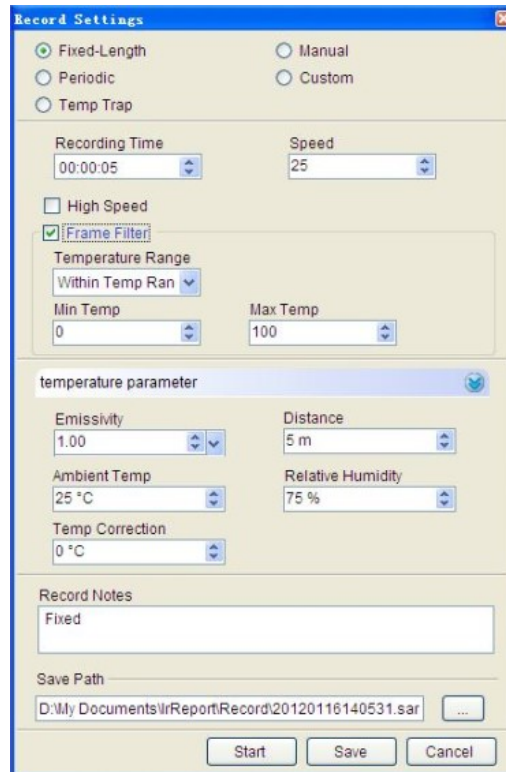 Record Settings
Fixed-Length Manual
Periodic Custom
Temp Trap
Recording Time Speed
00:00:05 25
High Speed
Frame Filter
Temperature Range
Within Temp Ran
Min Temp Max Temp
0 100
temperature parameter
Emissivity Distance
1.00 5 m
Ambient Temp Relative Humidity
25 °C 75 %
Temp Correction
0 °C
Record Notes
Fixed
Save Path
D:\My Documents\IrReport\Record\20120116140531.sar ...
Start Save Cancel